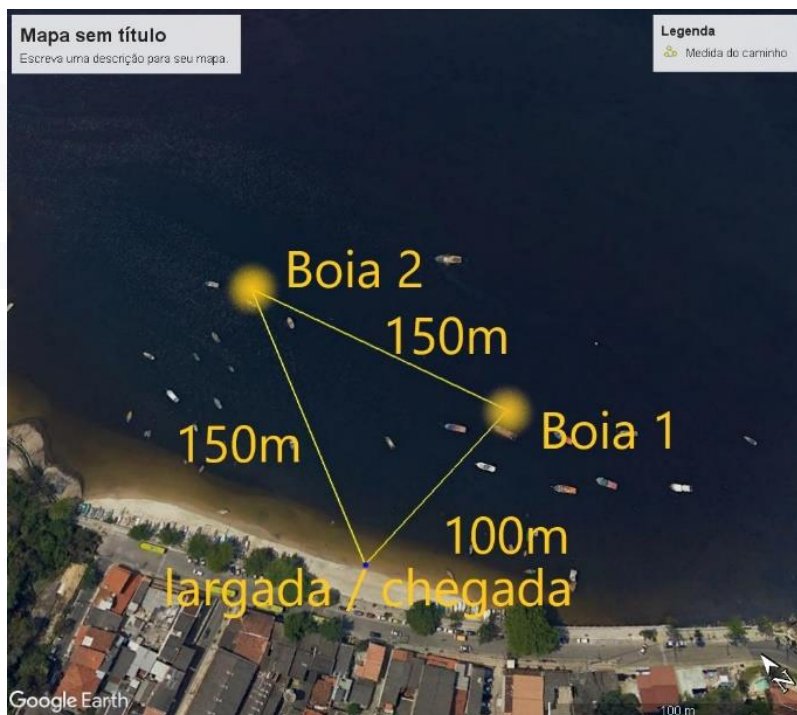 Mapa sem título
Escreva uma descrição para seu mapa.
Legenda
Medida do caminho
Boia 2
150m
Boia 1
150m
100m
largada / chegada
Google Earth
100 m
N